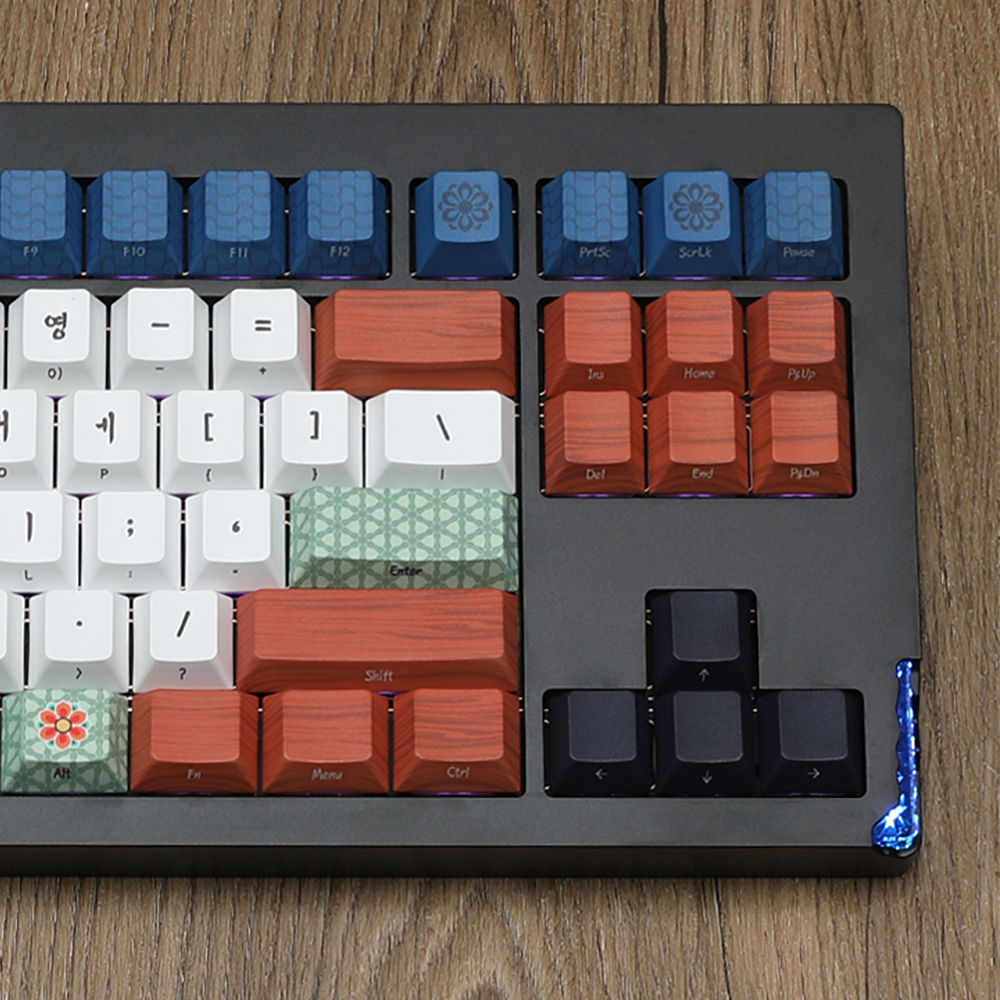 F9 F10 F11 F12 PrtSc ScrLk Pause
영 - =
0) - + Ins Home PgUp
ㅔ [ ] \
O P { } | Del End PgDn
; '
L : " Enter
. /
> ? Shift ↑
Alt Fn Menu Ctrl ← ↓ →